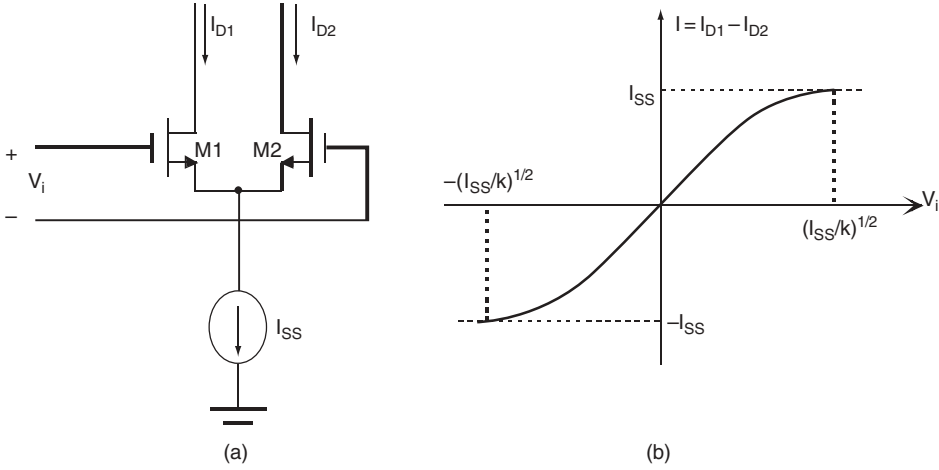 I_D1
I_D2
M1
M2
+
V_i
–
I_SS
(a)
I = I_D1 – I_D2
I_SS
–(I_SS/k)^1/2
V_i
(I_SS/k)^1/2
–I_SS
(b)